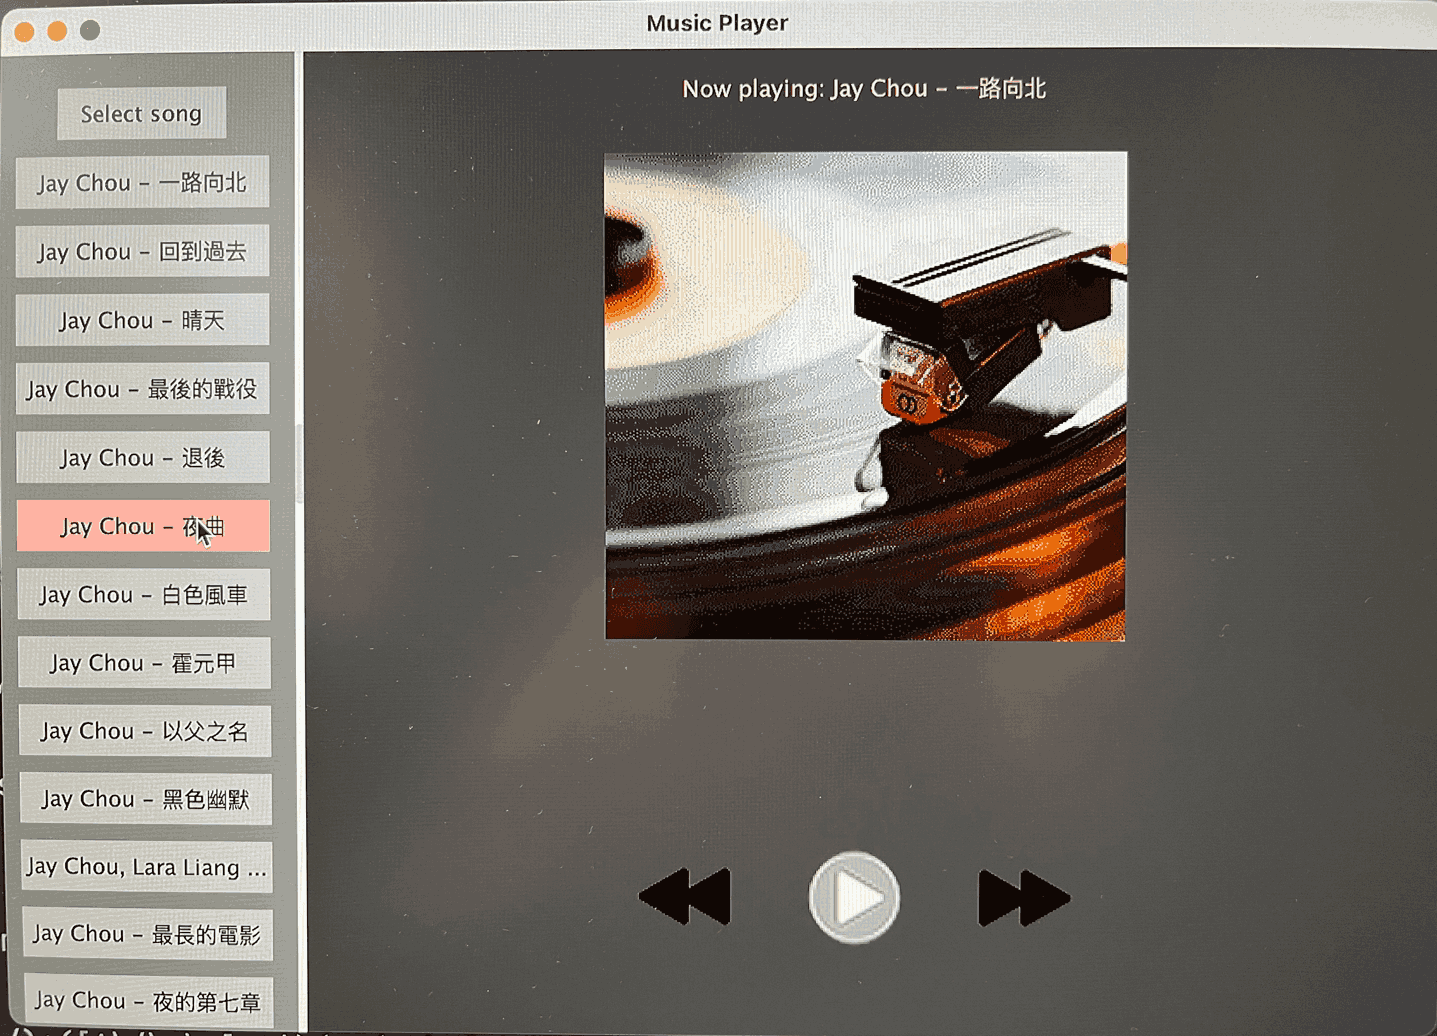 Music Player
Select song
Jay Chou – 一路向北
Jay Chou – 回到過去
Jay Chou – 晴天
Jay Chou – 最後的戰役
Jay Chou – 退後
Jay Chou – 夜曲
Jay Chou – 白色風車
Jay Chou – 霍元甲
Jay Chou – 以父之名
Jay Chou – 黑色幽默
Jay Chou, Lara Liang ...
Jay Chou – 最長的電影
Jay Chou – 夜的第七章
Now playing: Jay Chou – 一路向北